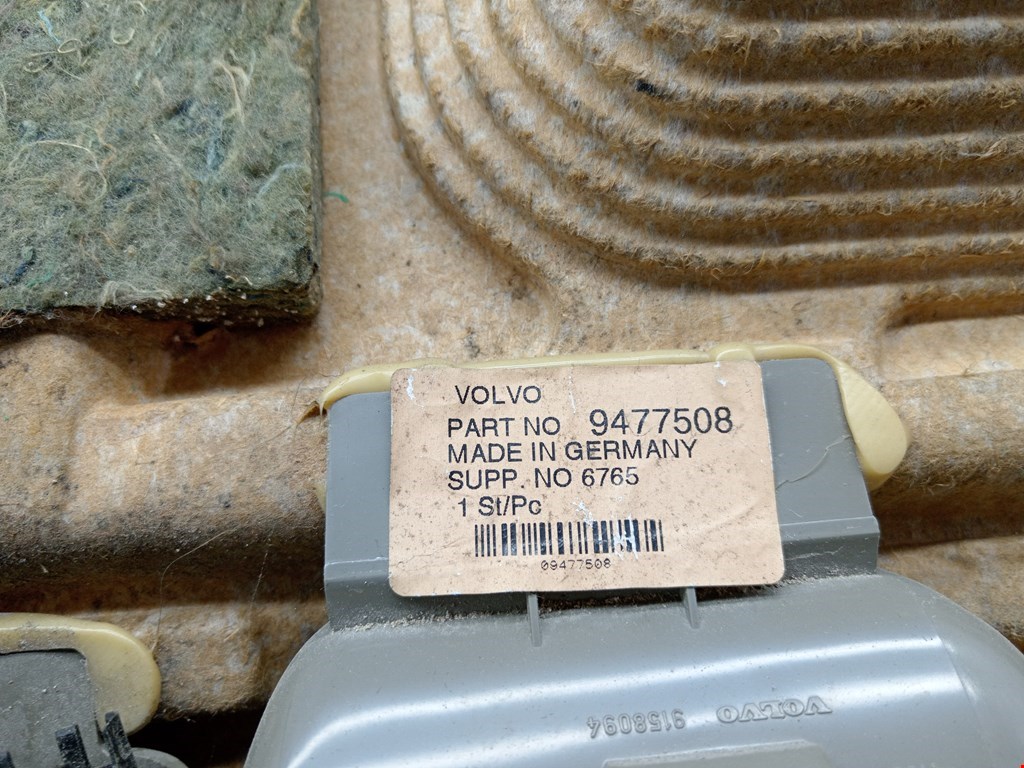 VOLVO
PART NO 9477508
MADE IN GERMANY
SUPP. NO 6765
1 St/Pc
09477508
VOLVO 9158094